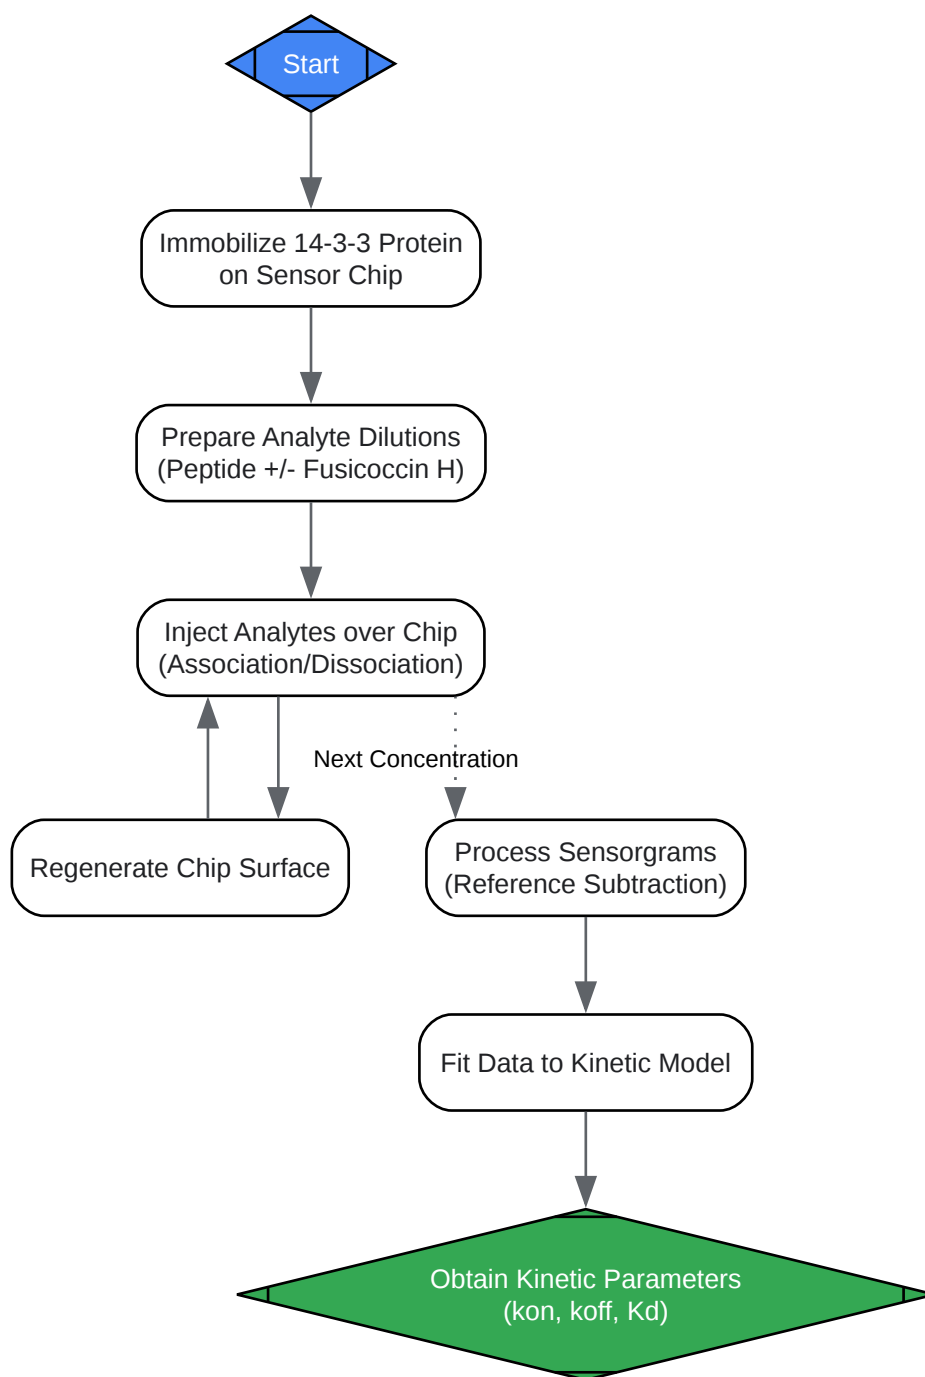 Start
Immobilize 14-3-3 Protein
on Sensor Chip
Prepare Analyte Dilutions
(Peptide +/- Fusicoccin H)
Inject Analytes over Chip
(Association/Dissociation)
Next Concentration
Regenerate Chip Surface
Process Sensorgrams
(Reference Subtraction)
Fit Data to Kinetic Model
Obtain Kinetic Parameters
(kon, koff, Kd)